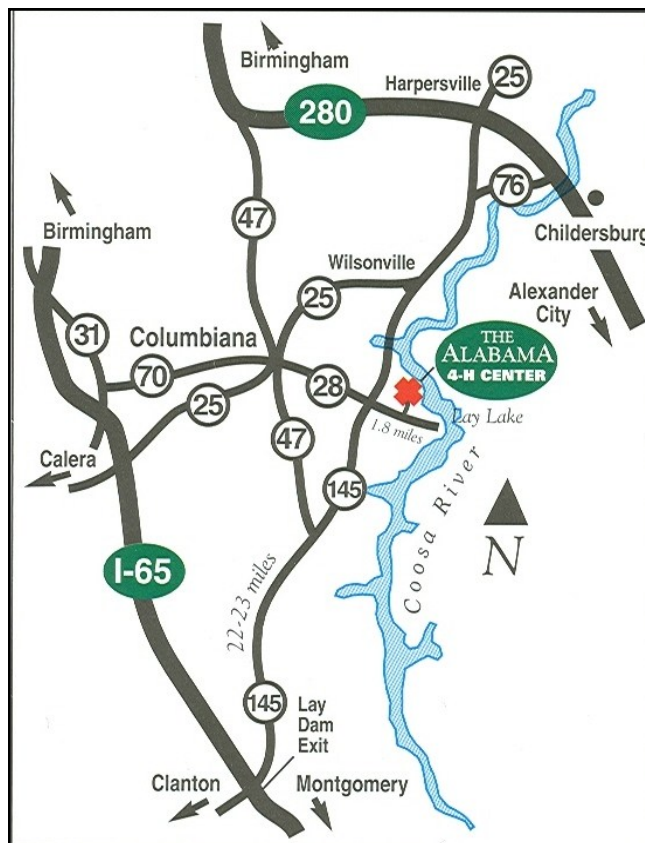 Birmingham
Harpersville
25
280
76
47
Birmingham
Childersburg
Wilsonville
25
Alexander
City
31
Columbiana
THE
ALABAMA
4-H CENTER
70
28
25
Lay Lake
1.8 miles
47
Calera
145
Coosa River
N
I-65
22-23 miles
145
Lay
Dam
Exit
Clanton
Montgomery